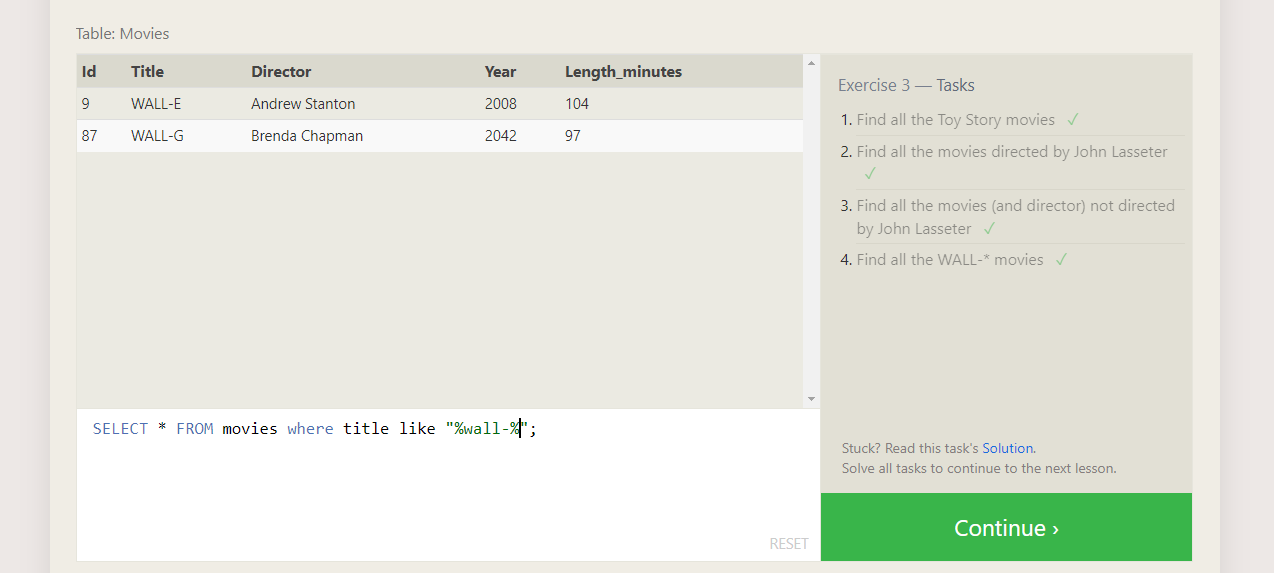 Table: Movies
Id Title Director Year Length_minutes
9 WALL-E Andrew Stanton 2008 104
87 WALL-G Brenda Chapman 2042 97
SELECT * FROM movies where title like "%wall-%";
RESET
Exercise 3 — Tasks
1. Find all the Toy Story movies ✓
2. Find all the movies directed by John Lasseter
✓
3. Find all the movies (and director) not directed
by John Lasseter ✓
4. Find all the WALL-* movies ✓
Stuck? Read this task's Solution.
Solve all tasks to continue to the next lesson.
Continue ›